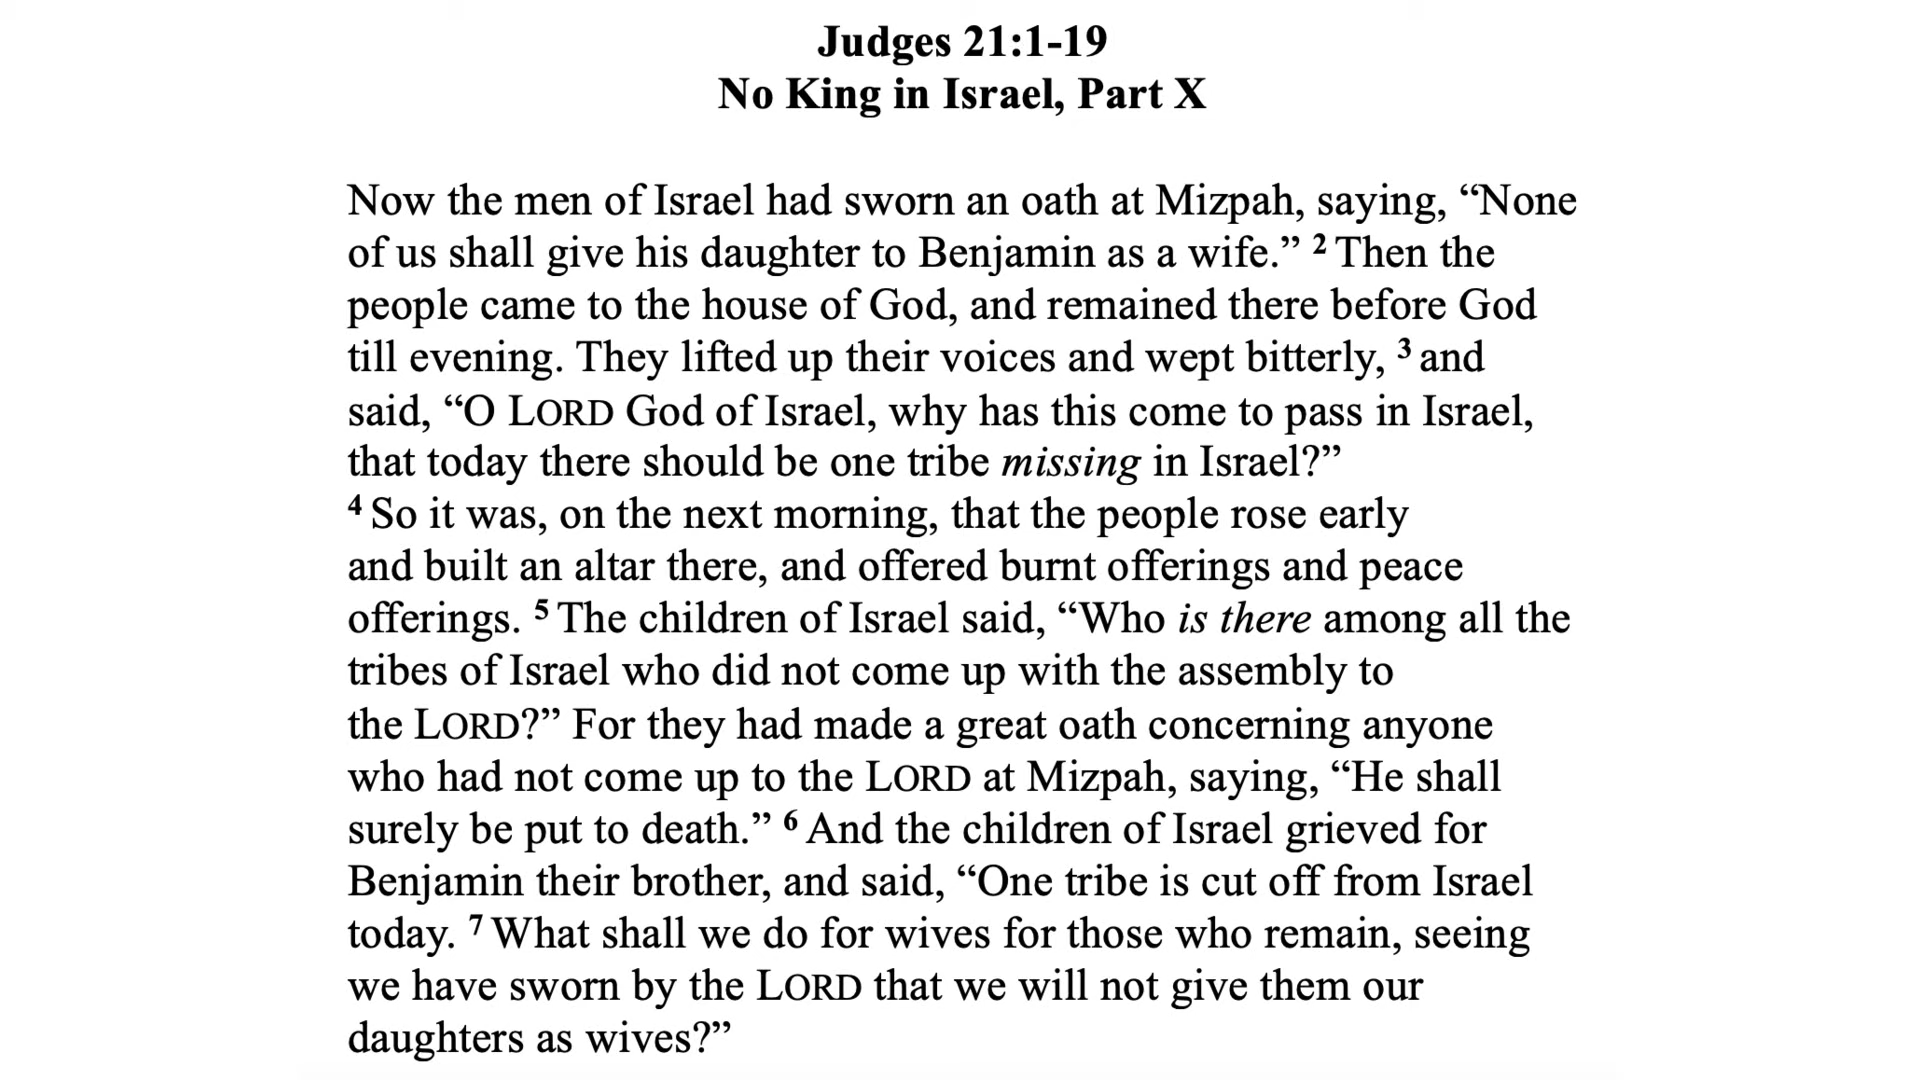 Judges 21:1-19
No King in Israel, Part X
Now the men of Israel had sworn an oath at Mizpah, saying, “None
of us shall give his daughter to Benjamin as a wife.” 2 Then the
people came to the house of God, and remained there before God
till evening. They lifted up their voices and wept bitterly, 3 and
said, “O LORD God of Israel, why has this come to pass in Israel,
that today there should be one tribe missing in Israel?”
4 So it was, on the next morning, that the people rose early
and built an altar there, and offered burnt offerings and peace
offerings. 5 The children of Israel said, “Who is there among all the
tribes of Israel who did not come up with the assembly to
the LORD?” For they had made a great oath concerning anyone
who had not come up to the LORD at Mizpah, saying, “He shall
surely be put to death.” 6 And the children of Israel grieved for
Benjamin their brother, and said, “One tribe is cut off from Israel
today. 7 What shall we do for wives for those who remain, seeing
we have sworn by the LORD that we will not give them our
daughters as wives?”